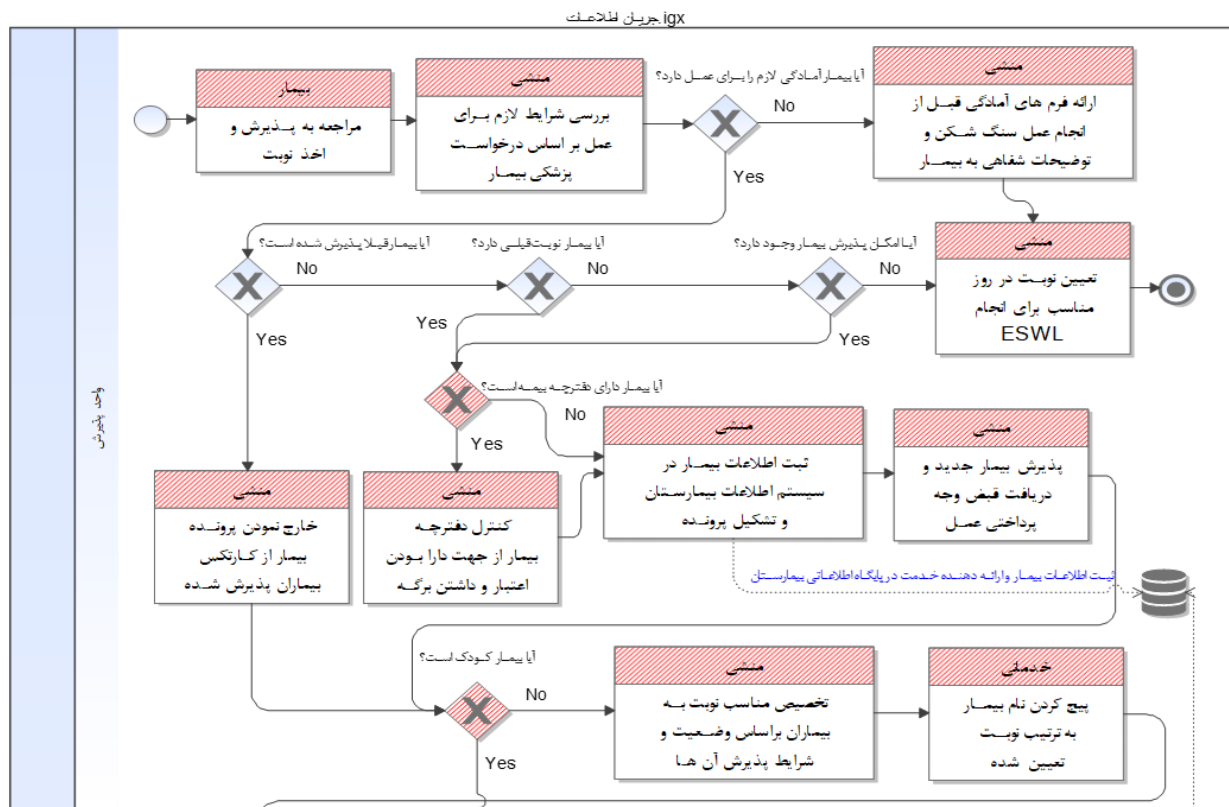 جریان اطلاعات.igx
آیا بیمار آمادگی لازم را برای عمل دارد؟
منشی
ارائه فرم های آمادگی قبل از
انجام عمل سنگ شکن و
توضیحات شفاهی به بیمار
منشی
بررسی شرایط لازم برای
عمل بر اساس درخواست
پزشکی بیمار
بیمار
مراجعه به پذیرش و
اخذ نوبت
No
Yes
آیا بیمار قبلا پذیرش شده است؟
آیا بیمار نوبت قبلی دارد؟
آیا امکان پذیرش بیمار وجود دارد؟
منشی
تعیین نوبت در روز
مناسب برای انجام
ESWL
No
No
No
Yes
Yes
Yes
آیا بیمار دارای دفترچه بیمه است؟
No
Yes
منشی
ثبت اطلاعات بیمار در
سیستم اطلاعات بیمارستان
و تشکیل پرونده
منشی
پذیرش بیمار جدید و
دریافت قبض وجه
پرداختی عمل
واحد پذیرش
منشی
خارج نمودن پرونده
بیمار از کارتکس
بیماران پذیرش شده
منشی
کنترل دفترچه
بیمار از جهت دارا بودن
اعتبار و داشتن برگه
ثبت اطلاعات بیمار و ارائه دهنده خدمت در پایگاه اطلاعاتی بیمارستان
آیا بیمار کودک است؟
No
Yes
منشی
تخصیص مناسب نوبت به
بیماران براساس وضعیت و
شرایط پذیرش آن ها
خدماتی
پیج کردن نام بیمار
به ترتیب نوبت
تعیین شده